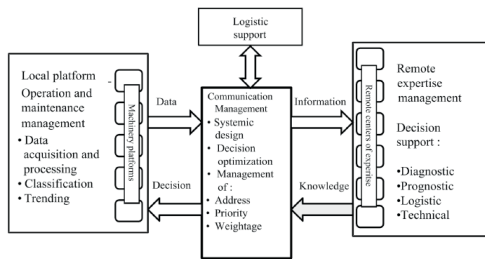 Logistic
support
Local platform
Operation and
maintenance
management
• Data
acquisition and
processing
• Classification
• Trending
Machinery platforms
Data
Decision
Communication
Management
• Systemic
design
• Decision
optimization
• Management
of :
• Address
• Priority
• Weightage
Information
Knowledge
Remote centers of expertise
Remote
expertise
management
Decision
support :
•Diagnostic
•Prognostic
•Logistic
•Technical